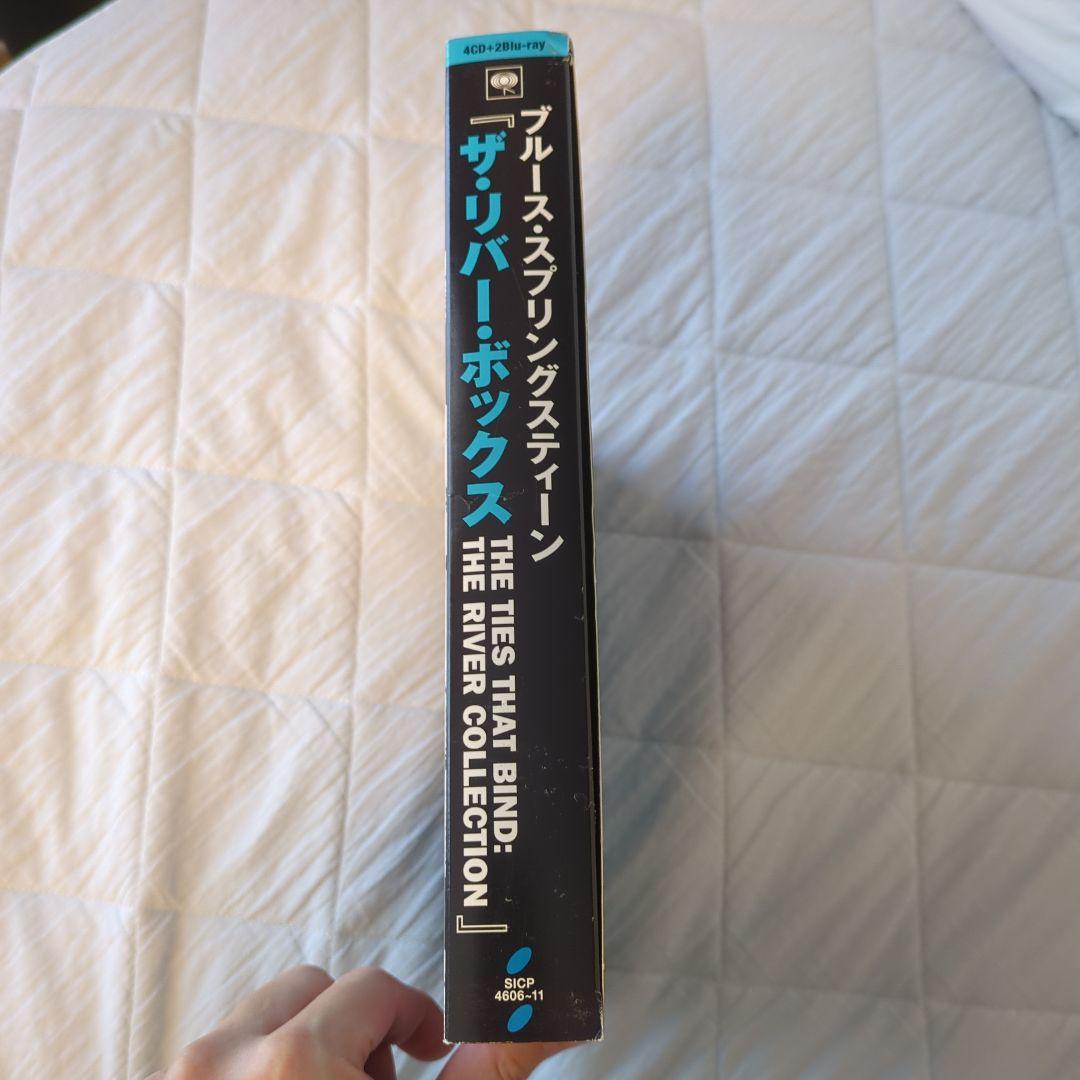 4CD+2Blu-ray
ブルース・スプリングスティーン
『ザ・リバー・ボックス
THE TIES THAT BIND:
THE RIVER COLLECTION』
SICP
4606~11